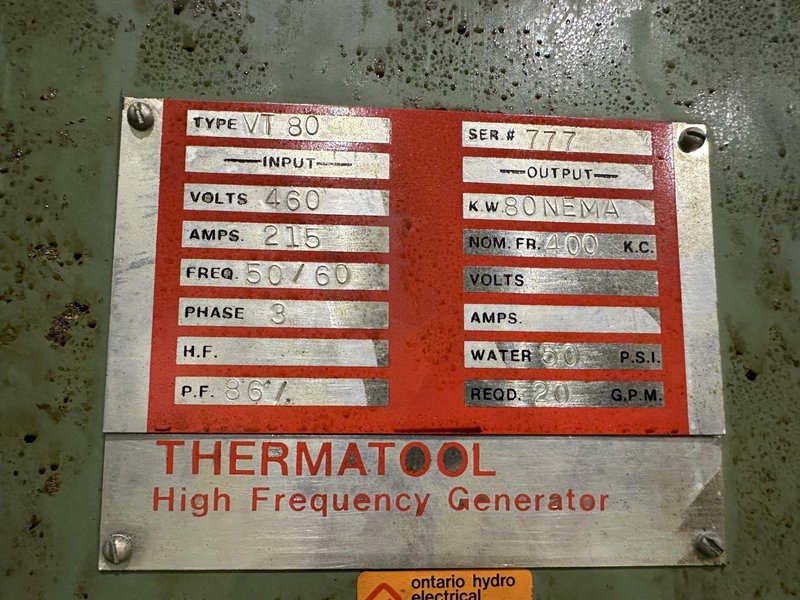 TYPE VT 80
INPUT
VOLTS 460
AMPS. 215
FREQ. 50/60
PHASE 3
H.F.
P.F. 86%
SER.# 777
OUTPUT
K.W. 80 NEMA
NOM. FR. 400 K.C.
VOLTS
AMPS.
WATER 50 P.S.I.
REQD. 20 G.P.M.
THERMATOOL
High Frequency Generator
ontario hydro
electrical